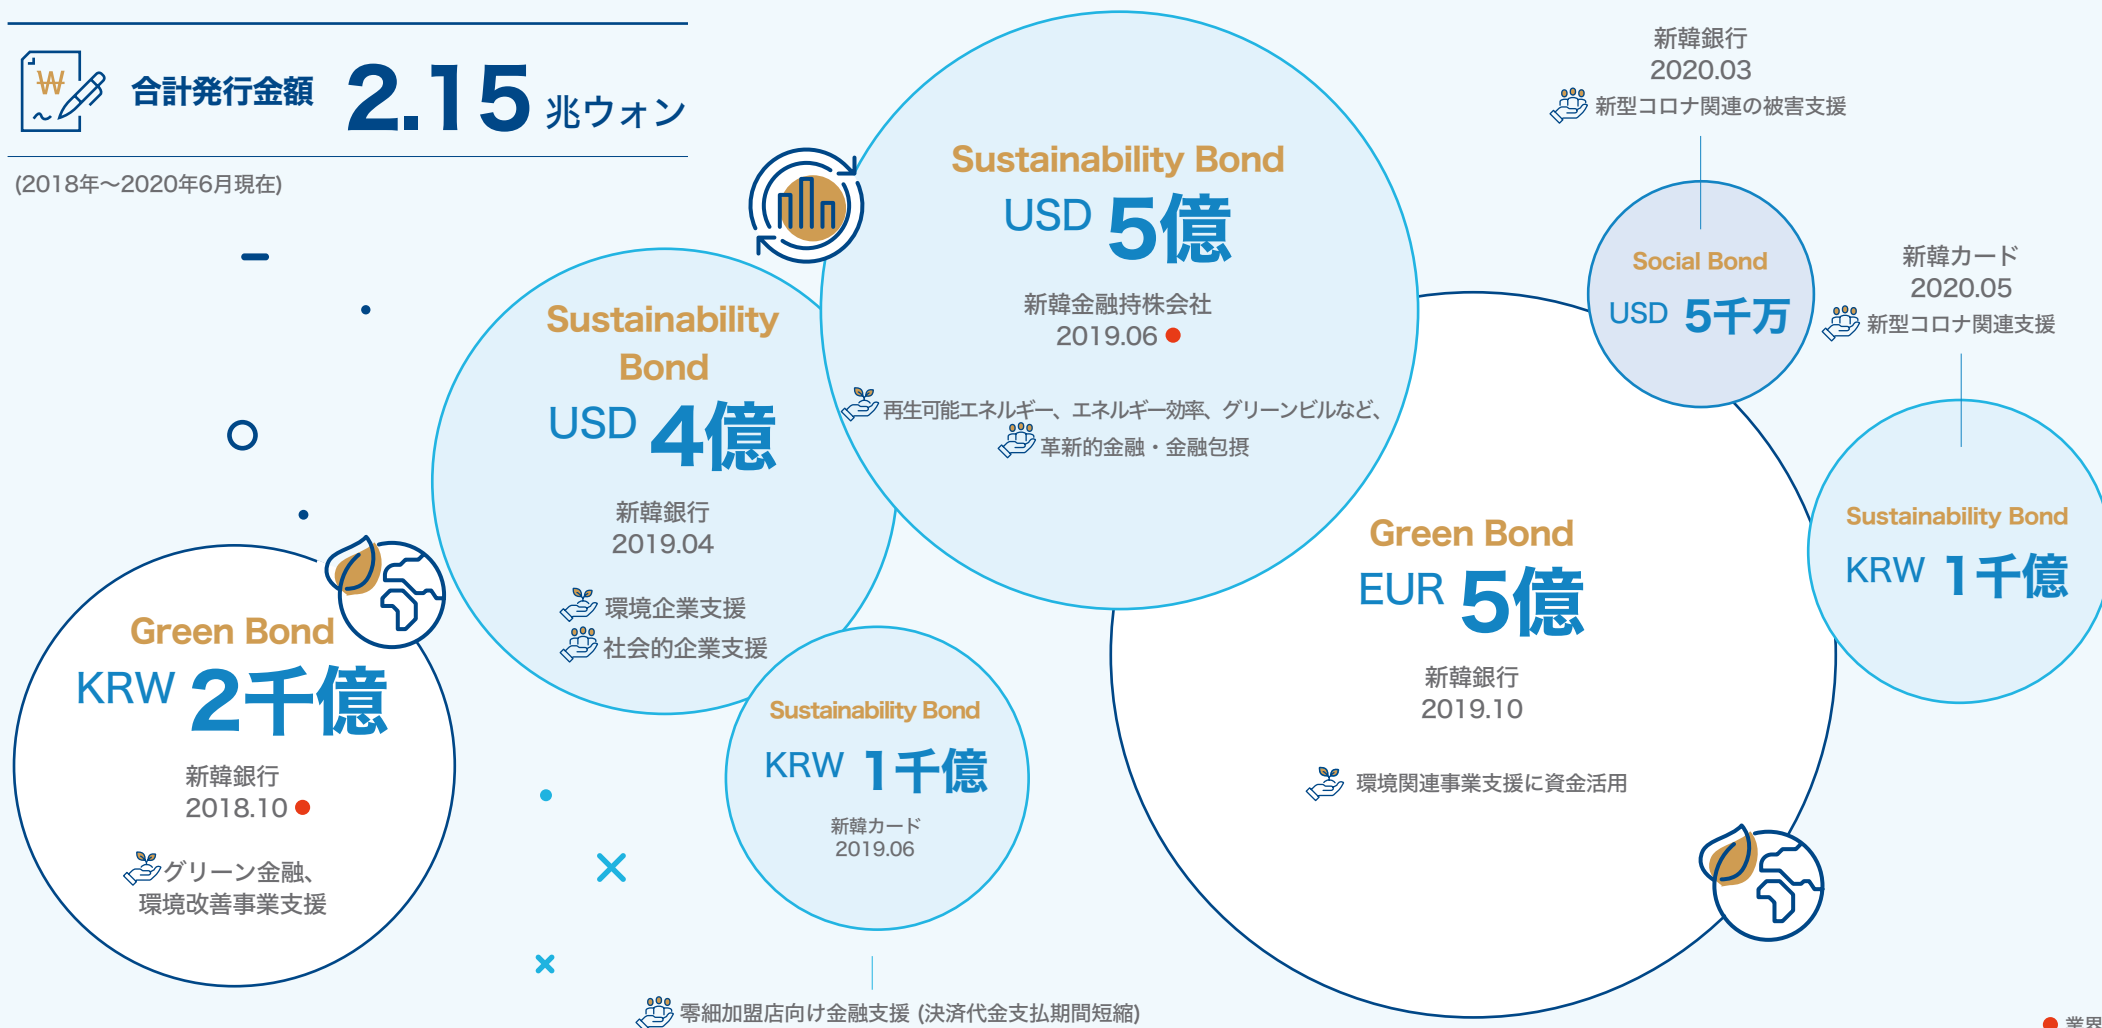 合計発行金額 2.15 兆ウォン
(2018年～2020年6月現在)
Green Bond
KRW 2千億
新韓銀行
2018.10
グリーン金融、
環境改善事業支援
Sustainability
Bond
USD 4億
新韓銀行
2019.04
環境企業支援
社会的企業支援
Sustainability Bond
KRW 1千億
新韓カード
2019.06
零細加盟店向け金融支援 (決済代金支払期間短縮)
Sustainability Bond
USD 5億
新韓金融持株会社
2019.06
再生可能エネルギー、エネルギー効率、グリーンビルなど、
革新的金融・金融包摂
Green Bond
EUR 5億
新韓銀行
2019.10
環境関連事業支援に資金活用
新韓銀行
2020.03
新型コロナ関連の被害支援
Social Bond
USD 5千万
新韓カード
2020.05
新型コロナ関連支援
Sustainability Bond
KRW 1千億
業界